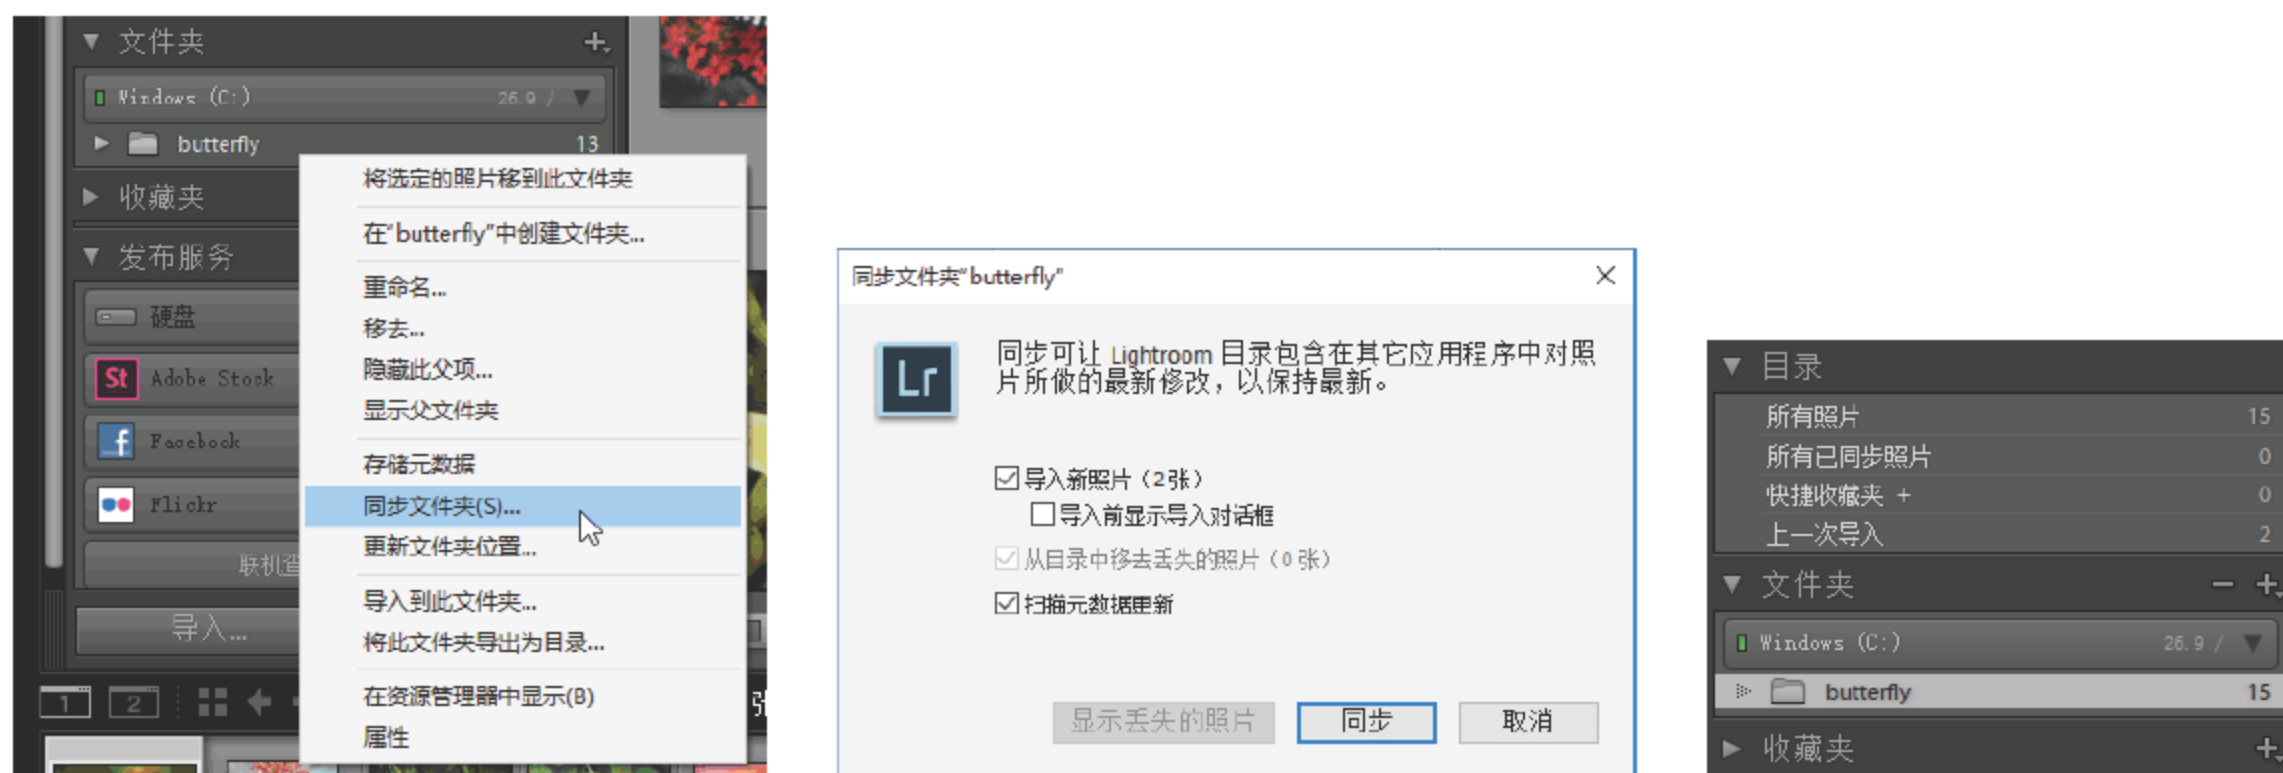 文件夹
Windows (C:) 26.9 /
butterfly 13
收藏夹
发布服务
硬盘
St Adobe Stock
f Facebook
Flickr
联机查
导入...
1 2
将选定的照片移到此文件夹
在“butterfly”中创建文件夹...
重命名...
移去...
隐藏此父项...
显示父文件夹
存储元数据
同步文件夹(S)...
更新文件夹位置...
导入到此文件夹...
将此文件夹导出为目录...
在资源管理器中显示(B)
属性
张
同步文件夹“butterfly”
Lr
同步可让 Lightroom 目录包含在其它应用程序中对照
片所做的最新修改，以保持最新。
导入新照片（2张）
导入前显示导入对话框
从目录中移去丢失的照片（0 张）
扫描元数据更新
显示丢失的照片 同步 取消
目录
所有照片 15
所有已同步照片 0
快捷收藏夹 + 0
上一次导入 2
文件夹
Windows (C:) 26.9 /
butterfly 15
收藏夹